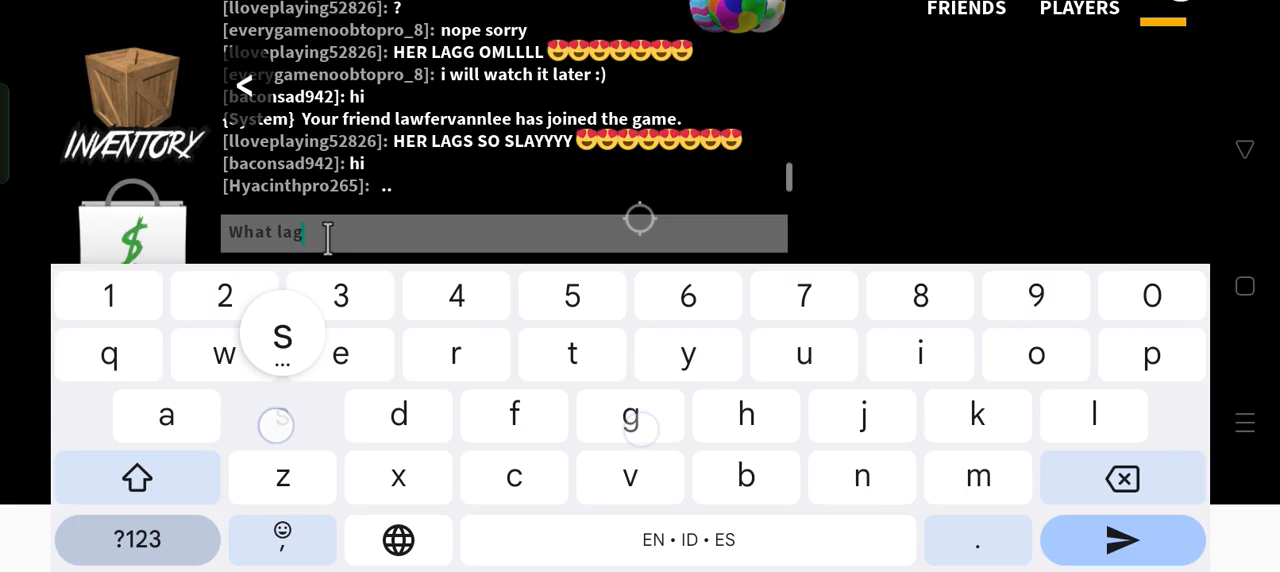 [lloveplaying52826]: ?
FRIENDS PLAYERS
[everygamenoobtopro_8]: nope sorry
[lloveplaying52826]: HER LAGG OMLLLL 😍😍😍😍😍😍😍
[everygamenoobtopro_8]: i will watch it later :)
<
[baconsad942]: hi
{System} Your friend lawfervannlee has joined the game.
INVENTORY
[lloveplaying52826]: HER LAGS SO SLAYYYY 😍😍😍😍😍😍😍😍
[baconsad942]: hi
[Hyacinthpro265]: ..
$
What lag
1 2 3 4 5 6 7 8 9 0
s
...
q w e r t y u i o p
a s d f g h j k l
z x c v b n m
?123 , EN • ID • ES .